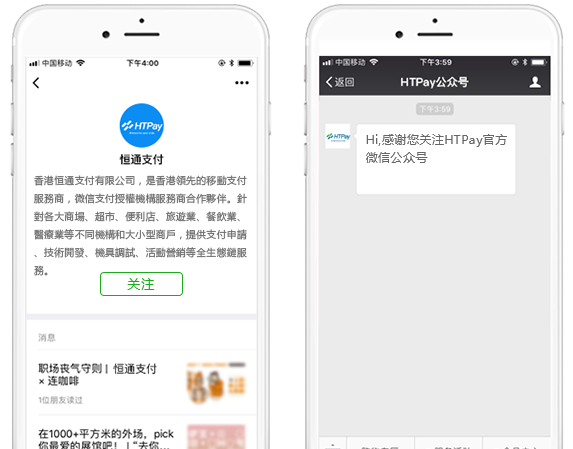 中国移动
下午4:00
HTPay
恒通支付
香港恒通支付有限公司，是香港領先的移動支付
服務商，微信支付授權機構服務商合作夥伴。針
對各大商場、超市、便利店、旅遊業、餐飲業、
醫療業等不同機構和大小型商戶，提供支付申請
、技術開發、機具調試、活動營銷等全生態鏈服
務。
关注
消息
职场丧气守则 | 恒通支付
× 连咖啡
1位朋友读过
在1000+平方米的外场，pick
你最爱的展馆吧！ | “去你...
中国移动
下午3:59
返回
HTPay公众号
下午3:59
HTPay
Hi,感谢您关注HTPay官方
微信公众号